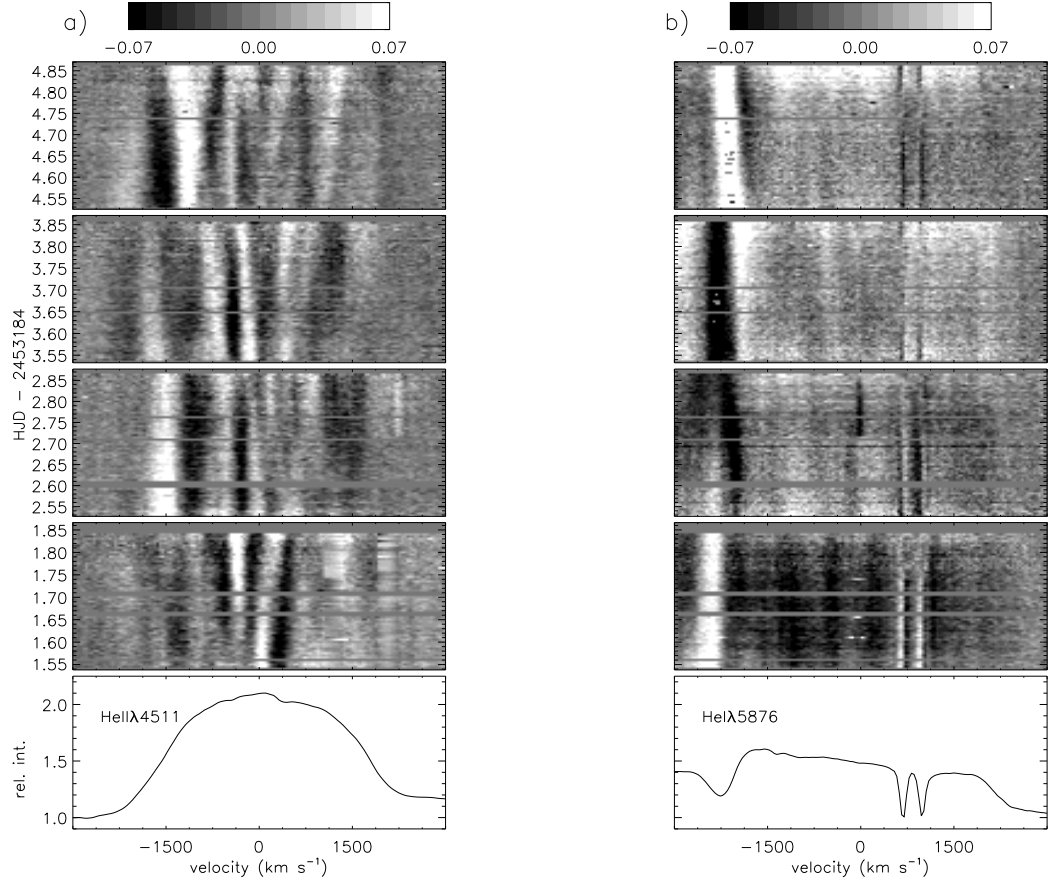 a)
−0.07 0.00 0.07
b)
−0.07 0.00 0.07
4.85
4.80
4.75
4.70
4.65
4.60
4.55
3.85
3.80
3.75
3.70
3.65
3.60
3.55
2.85
2.80
2.75
2.70
2.65
2.60
2.55
1.85
1.80
1.75
1.70
1.65
1.60
1.55
HJD − 2453184
HeIIλ4511
2.0
1.5
1.0
rel. int.
−1500 0 1500
velocity (km s⁻¹)
HeIλ5876
−1500 0 1500
velocity (km s⁻¹)